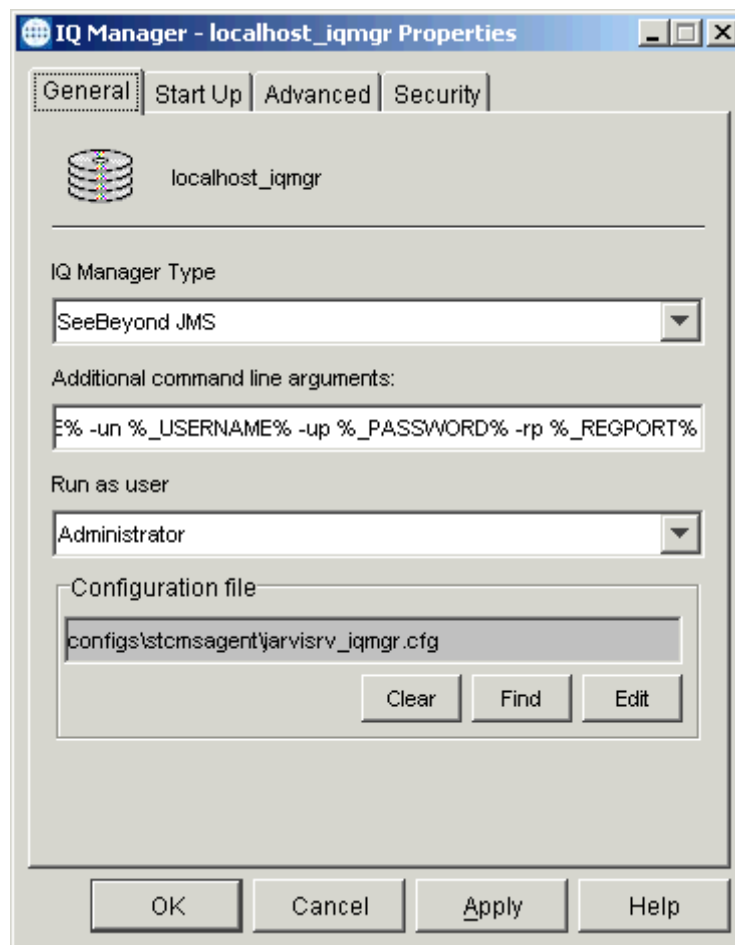 IQ Manager - localhost_iqmgr Properties
General Start Up Advanced Security
localhost_iqmgr
IQ Manager Type
SeeBeyond JMS
Additional command line arguments:
E% -un %_USERNAME% -up %_PASSWORD% -rp %_REGPORT%
Run as user
Administrator
Configuration file
configs\stcmsagent\jarvisrv_iqmgr.cfg
Clear Find Edit
OK Cancel Apply Help